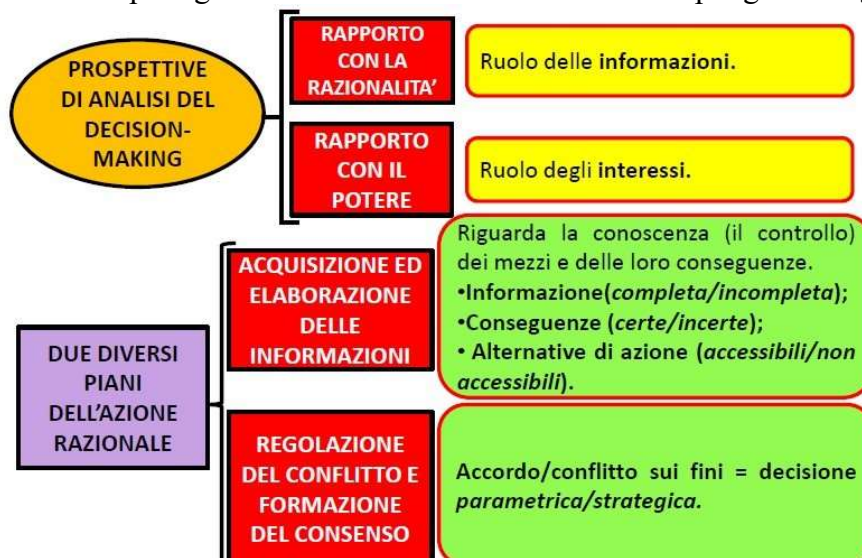 PROSPETTIVE
DI ANALISI DEL
DECISION-
MAKING
RAPPORTO
CON LA
RAZIONALITA'
Ruolo delle informazioni.
RAPPORTO
CON IL
POTERE
Ruolo degli interessi.
DUE DIVERSI
PIANI
DELL'AZIONE
RAZIONALE
ACQUISIZIONE ED
ELABORAZIONE
DELLE
INFORMAZIONI
Riguarda la conoscenza (il controllo)
dei mezzi e delle loro conseguenze.
•Informazione(completa/incompleta);
•Conseguenze (certe/incerte);
• Alternative di azione (accessibili/non
accessibili).
REGOLAZIONE
DEL CONFLITTO E
FORMAZIONE
DEL CONSENSO
Accordo/conflitto sui fini = decisione
parametrica/strategica.